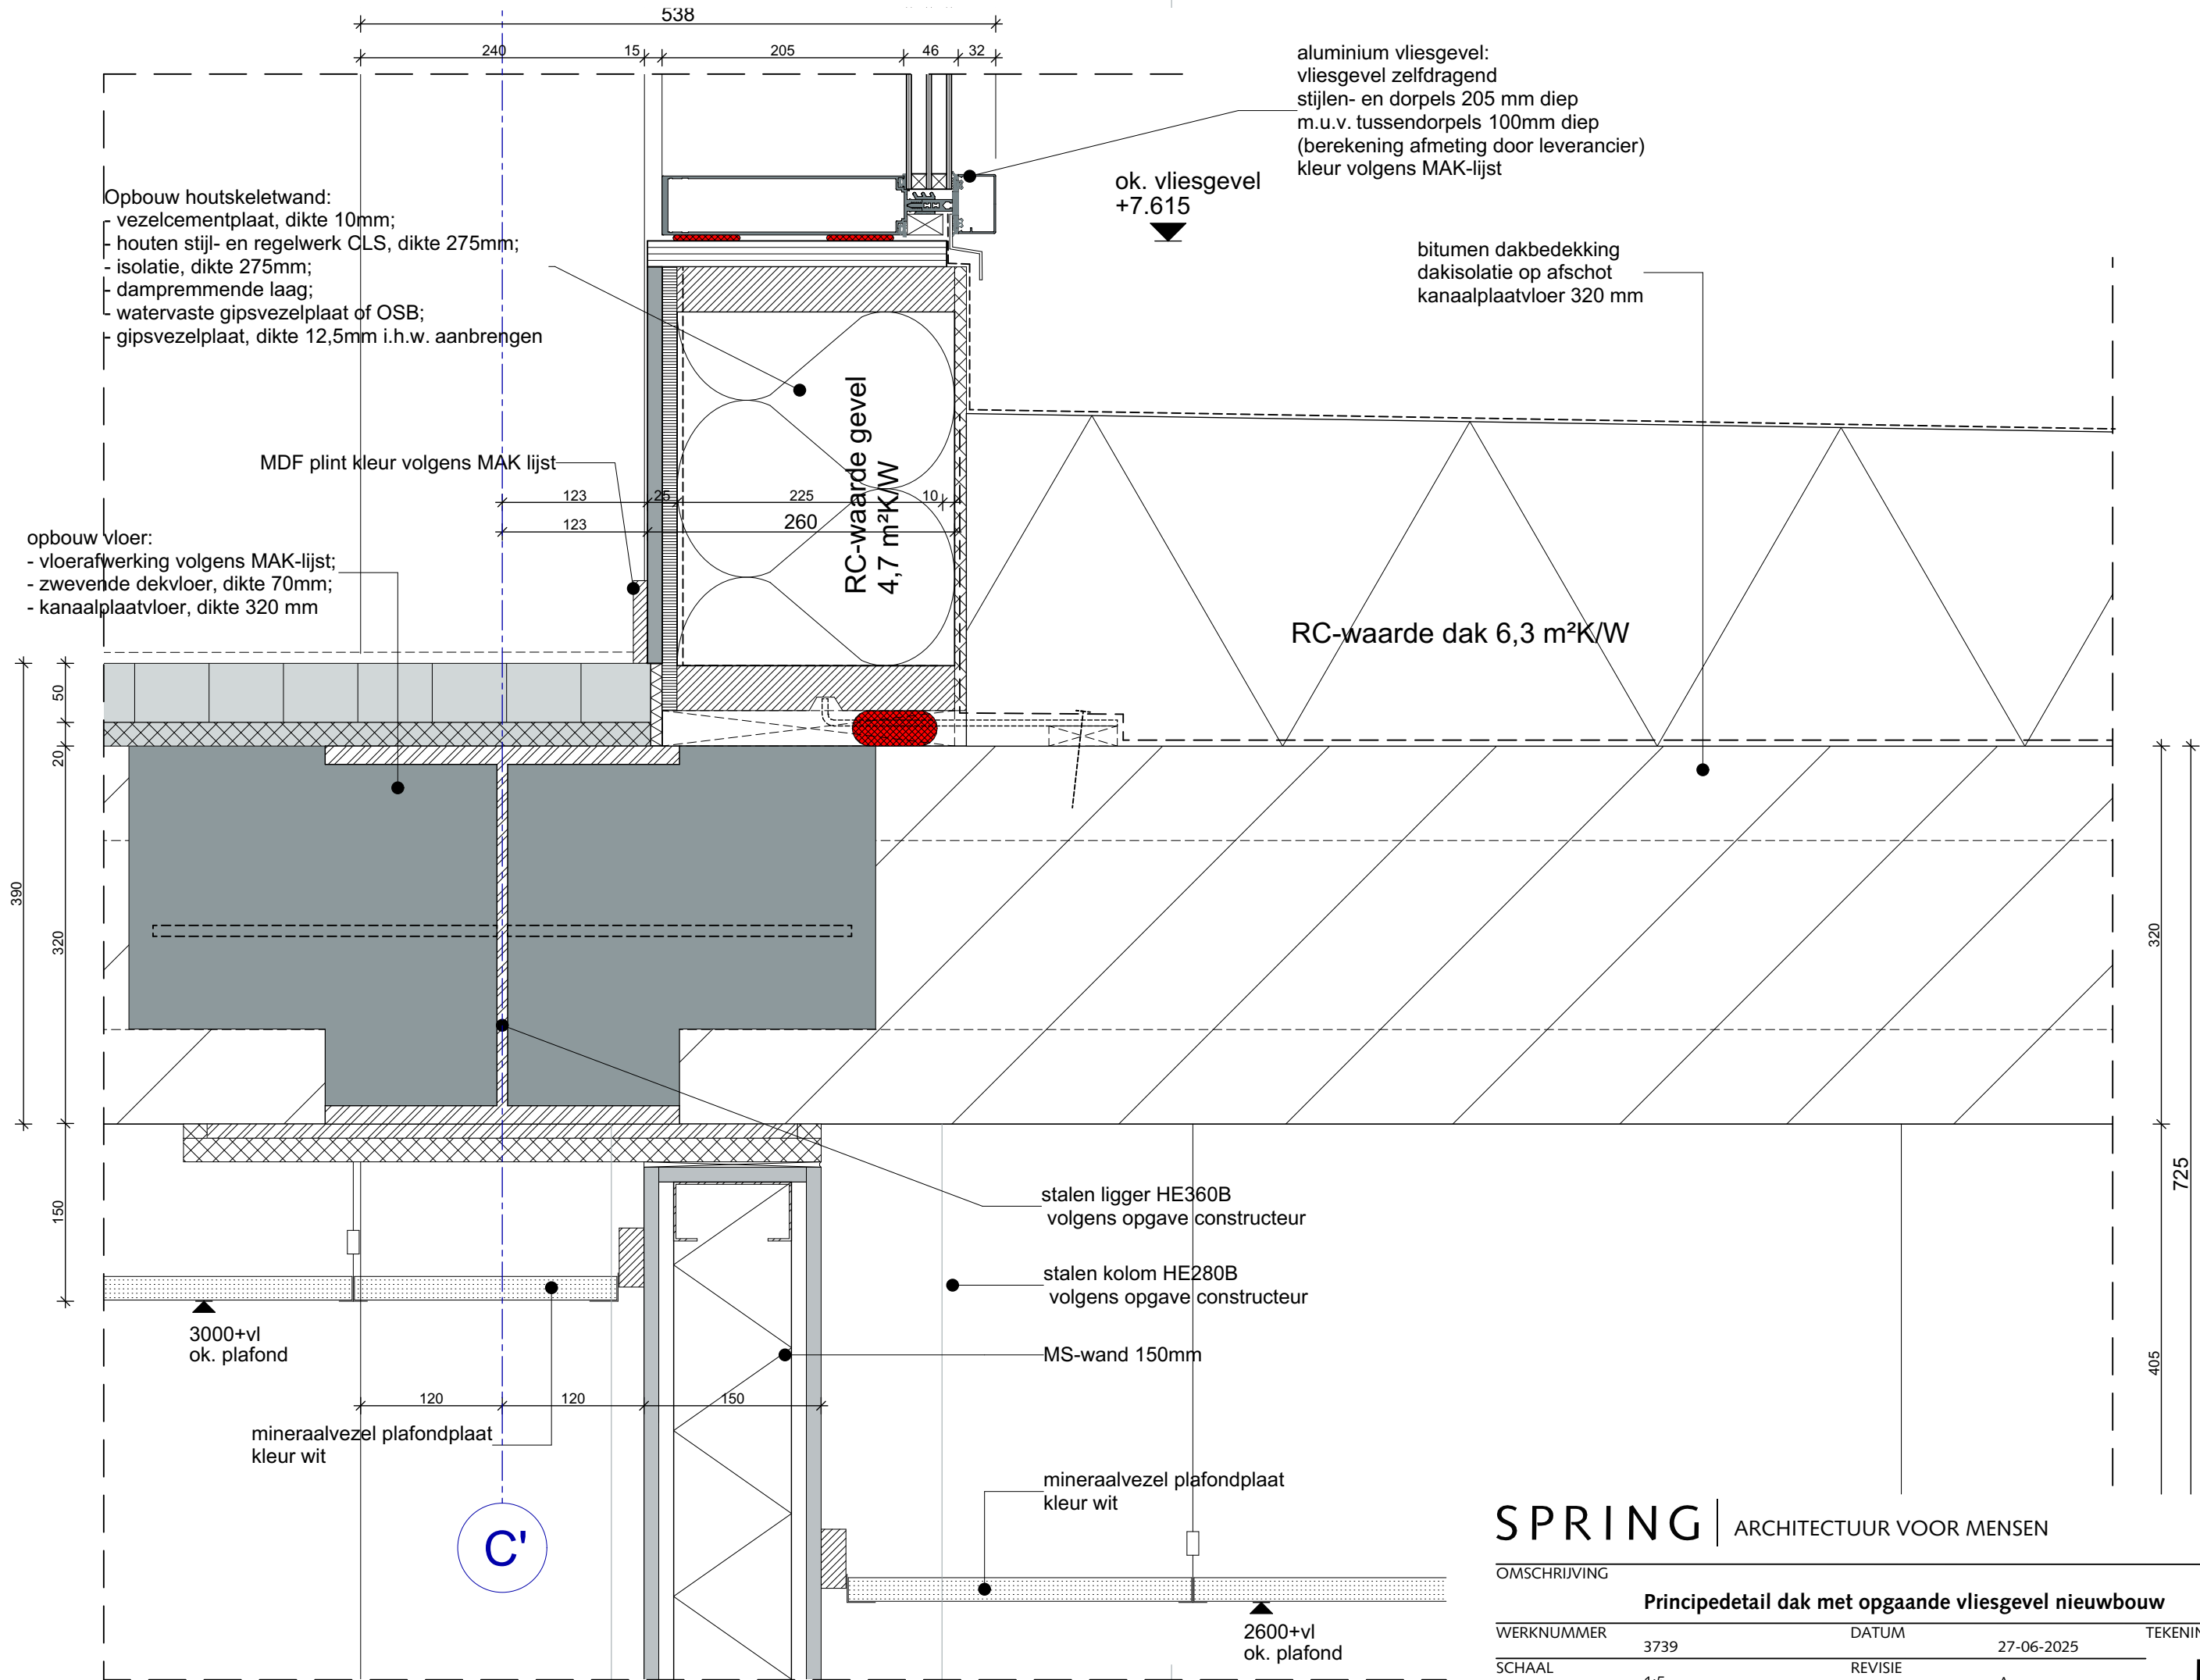 538
240
15
205
46
32
aluminium vliesgevel:
vliesgevel zelfdragend
stijlen- en dorpels 205 mm diep
m.u.v. tussendorpels 100mm diep
(berekening afmeting door leverancier)
kleur volgens MAK-lijst
ok. vliesgevel
+7.615
Opbouw houtskeletwand:
- vezelcementplaat, dikte 10mm;
- houten stijl- en regelwerk CLS, dikte 275mm;
- isolatie, dikte 275mm;
- dampremmende laag;
- watervaste gipsvezelplaat of OSB;
- gipsvezelplaat, dikte 12,5mm i.h.w. aanbrengen
bitumen dakbedekking
dakisolatie op afschot
kanaalplaatvloer 320 mm
RC-waarde gevel
4,7 m²K/W
MDF plint kleur volgens MAK lijst
123
25
225
10
123
260
opbouw vloer:
- vloerafwerking volgens MAK-lijst;
- zwevende dekvloer, dikte 70mm;
- kanaalplaatvloer, dikte 320 mm
RC-waarde dak 6,3 m²K/W
50
20
390
320
150
320
725
405
stalen ligger HE360B
volgens opgave constructeur
stalen kolom HE280B
volgens opgave constructeur
MS-wand 150mm
3000+vl
ok. plafond
120
120
150
mineraalvezel plafondplaat
kleur wit
mineraalvezel plafondplaat
kleur wit
C'
2600+vl
ok. plafond
SPRING ARCHITECTUUR VOOR MENSEN
OMSCHRIJVING
Principedetail dak met opgaande vliesgevel nieuwbouw
WERKNUMMER
3739
DATUM
27-06-2025
SCHAAL
REVISIE